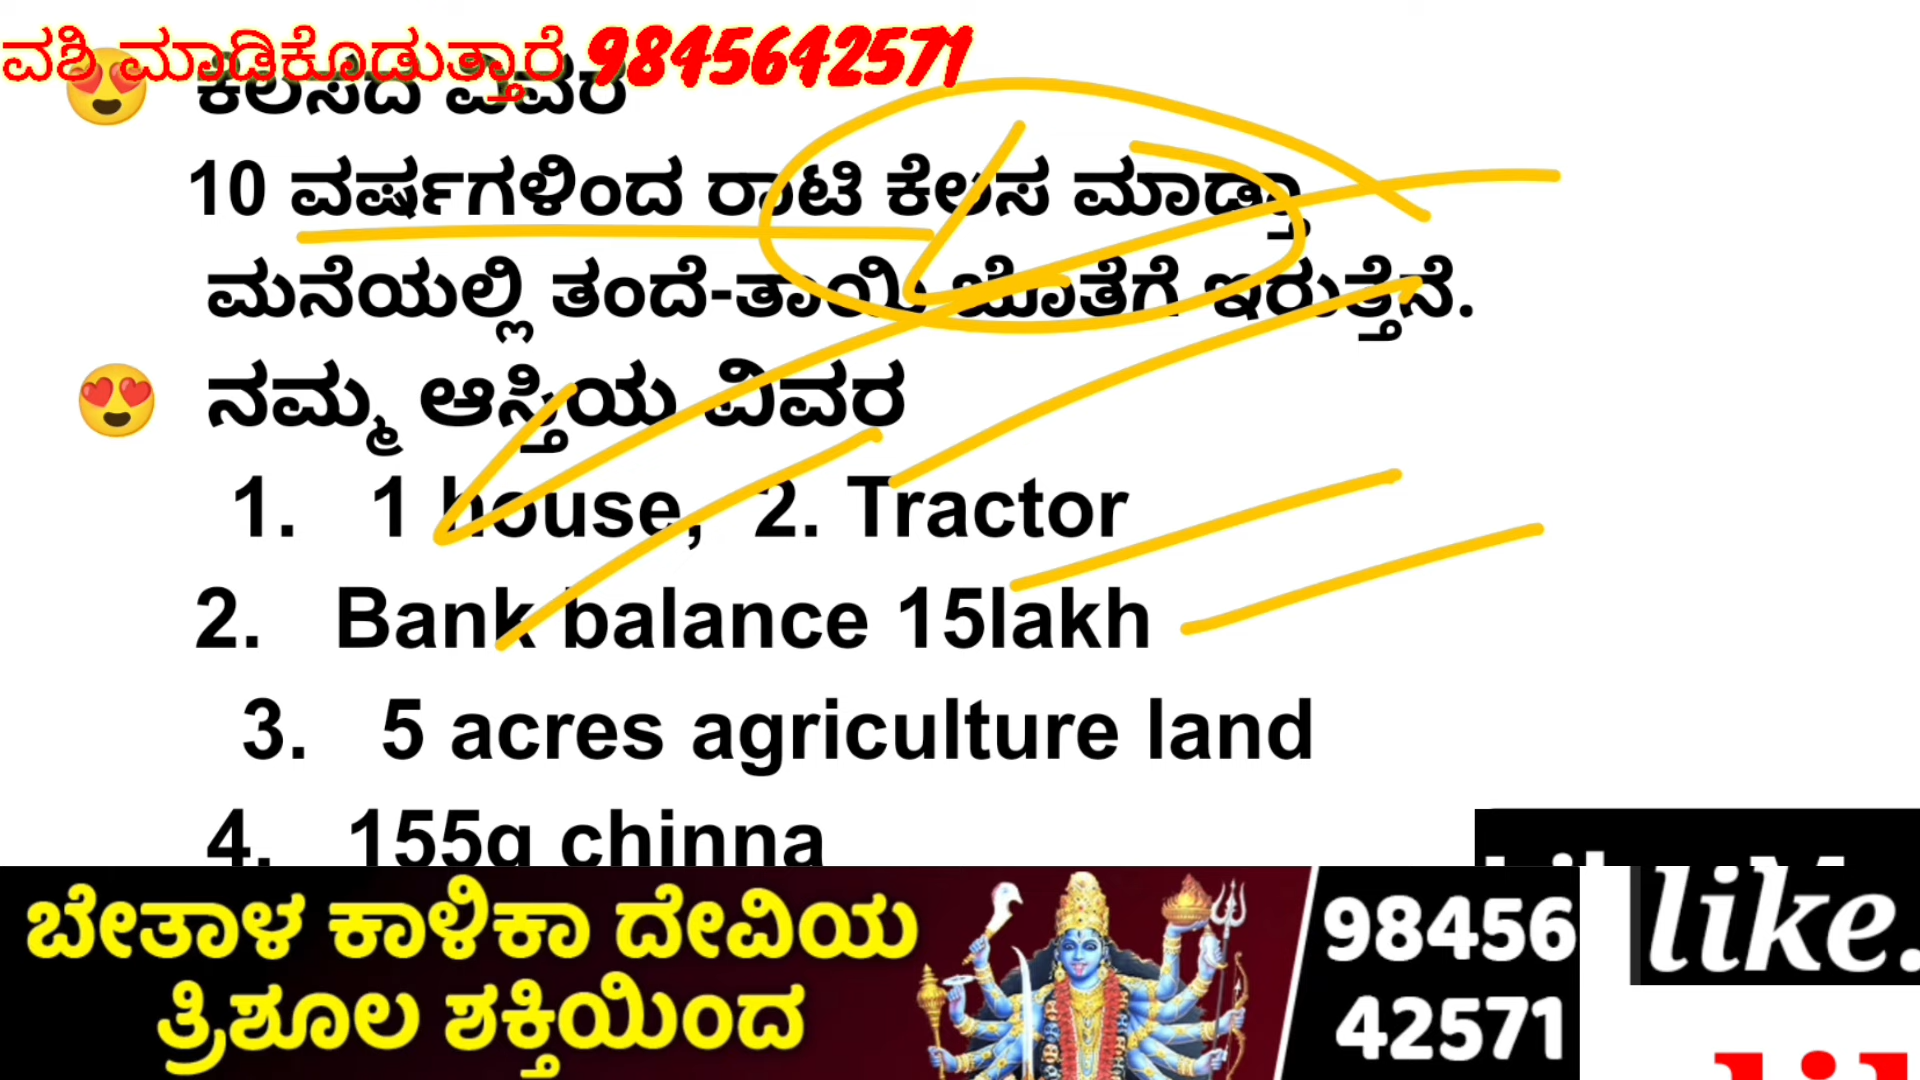 ವಶಿ ಮಾಡಿಕೊಡುತ್ತಾರೆ 9845642571
ಕೆಲಸದ ವಿವರ
10 ವರ್ಷಗಳಿಂದ ರಾಟಿ ಕೆಲಸ ಮಾಡ್ತಾ
ಮನೆಯಲ್ಲಿ ತಂದೆ-ತಾಯಿ ಜೊತೆಗೆ ಇರುತ್ತೆನೆ.
ನಮ್ಮ ಆಸ್ತಿಯ ವಿವರ
1. 1 house, 2. Tractor
2. Bank balance 15lakh
3. 5 acres agriculture land
4. 155g chinna
ಬೇತಾಳ ಕಾಳಿಕಾ ದೇವಿಯ
ತ್ರಿಶೂಲ ಶಕ್ತಿಯಿಂದ
98456
42571
like.